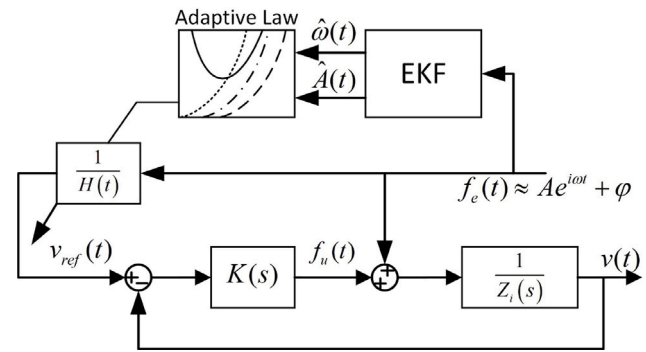 Adaptive Law
ω̂(t)
Â(t)
EKF
1
H(t)
f_e(t) ≈ Ae^{iωt} + φ
v_ref(t)
+
−
K(s)
f_u(t)
+
+
1
Z_i(s)
v(t)